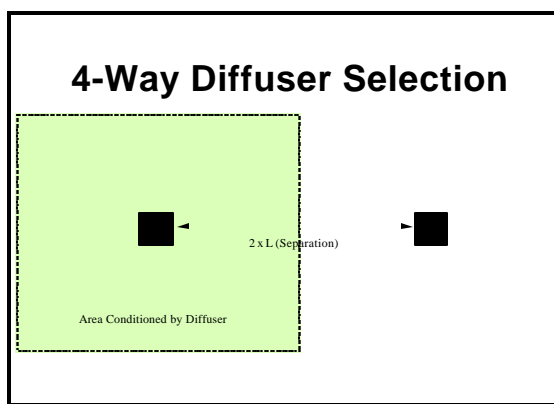 4-Way Diffuser Selection
2 x L (Separation)
Area Conditioned by Diffuser